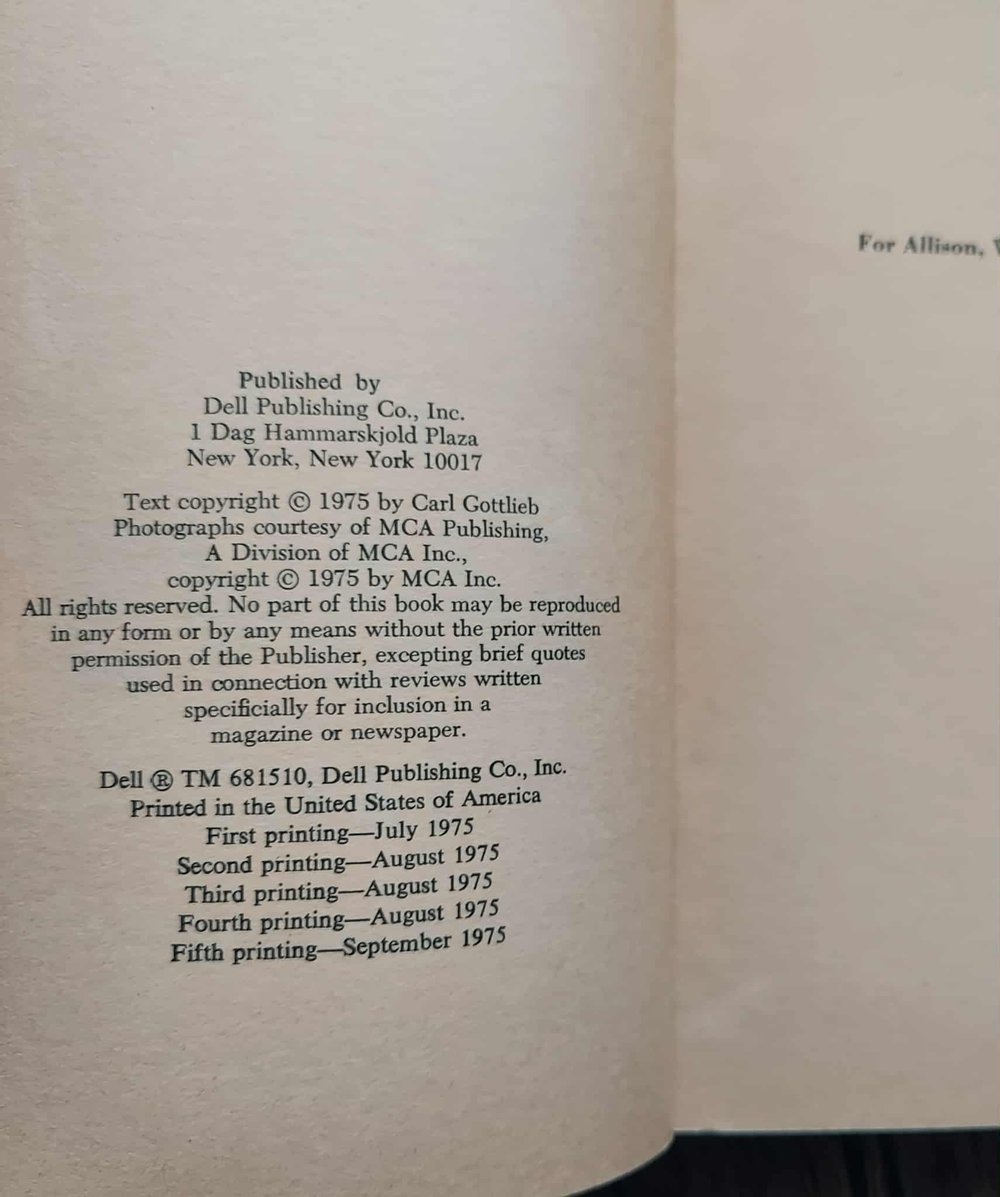 Published by
Dell Publishing Co., Inc.
1 Dag Hammarskjold Plaza
New York, New York 10017
Text copyright © 1975 by Carl Gottlieb
Photographs courtesy of MCA Publishing,
A Division of MCA Inc.,
copyright © 1975 by MCA Inc.
All rights reserved. No part of this book may be reproduced
in any form or by any means without the prior written
permission of the Publisher, excepting brief quotes
used in connection with reviews written
specificially for inclusion in a
magazine or newspaper.
Dell ® TM 681510, Dell Publishing Co., Inc.
Printed in the United States of America
First printing—July 1975
Second printing—August 1975
Third printing—August 1975
Fourth printing—August 1975
Fifth printing—September 1975
For Allison,